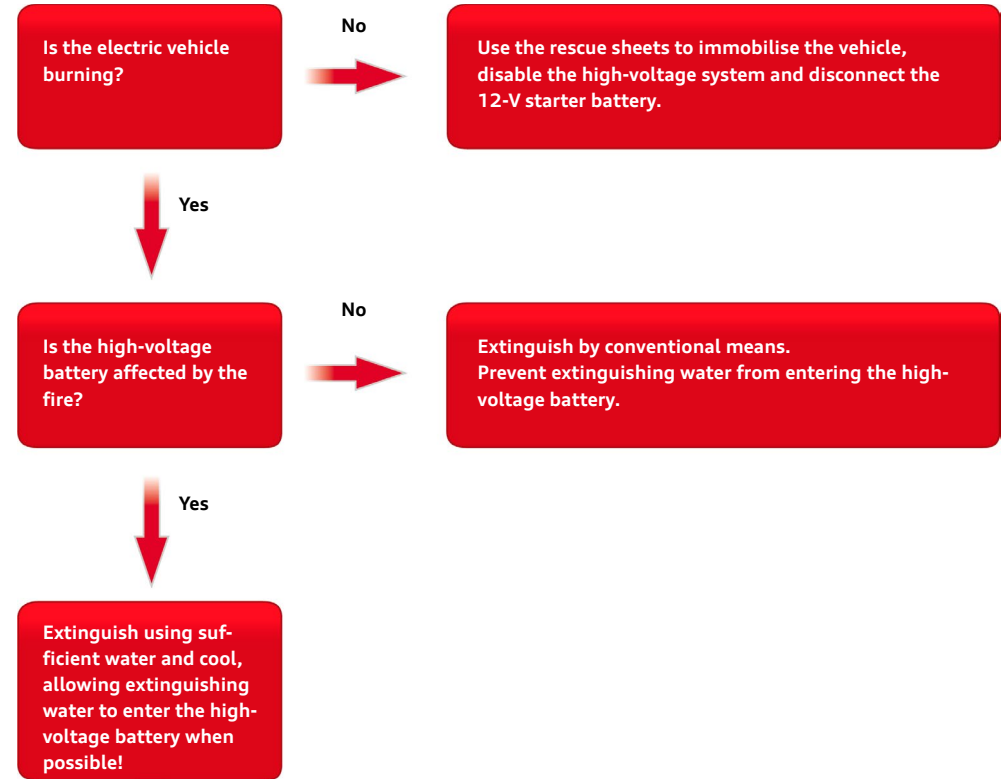 Is the electric vehicle
burning?
No
Use the rescue sheets to immobilise the vehicle,
disable the high-voltage system and disconnect the
12-V starter battery.
Yes
Is the high-voltage
battery affected by the
fire?
No
Extinguish by conventional means.
Prevent extinguishing water from entering the high-
voltage battery.
Yes
Extinguish using suf-
ficient water and cool,
allowing extinguishing
water to enter the high-
voltage battery when
possible!